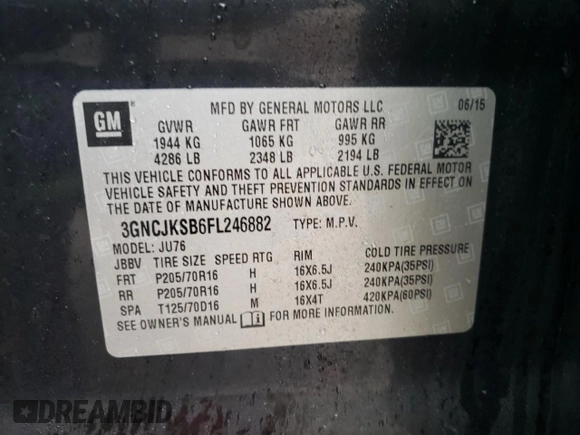 GM
MFD BY GENERAL MOTORS LLC 06/15
GVWR GAWR FRT GAWR RR
1944 KG 1065 KG 995 KG
4286 LB 2348 LB 2194 LB
THIS VEHICLE CONFORMS TO ALL APPLICABLE U.S. FEDERAL MOTOR
VEHICLE SAFETY AND THEFT PREVENTION STANDARDS IN EFFECT ON
THE DATE OF MANUFACTURE SHOWN ABOVE.
3GNCJKSB6FL246882 TYPE: M.P.V.
MODEL: JU76
JBBV TIRE SIZE SPEED RTG RIM COLD TIRE PRESSURE
FRT P205/70R16 H 16X6.5J 240KPA(35PSI)
RR P205/70R16 H 16X6.5J 240KPA(35PSI)
SPA T125/70D16 M 16X4T 420KPA(60PSI)
SEE OWNER'S MANUAL i FOR MORE INFORMATION.
DREAMBID